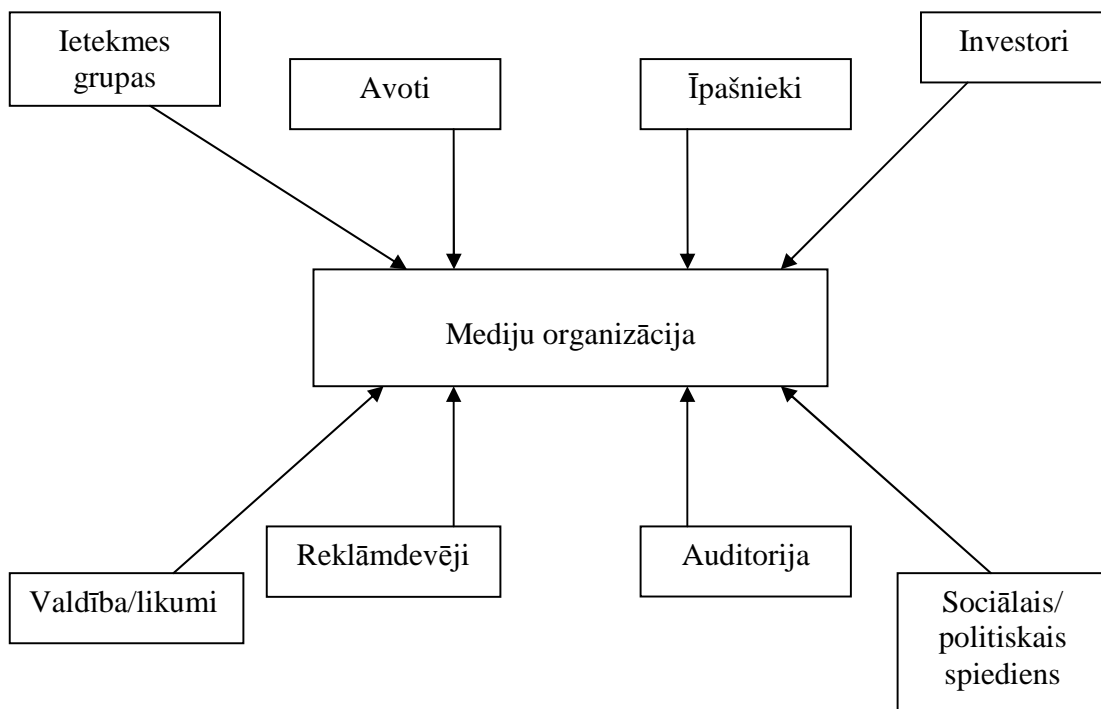 Ietekmes
grupas
Avoti
Īpašnieki
Investori
Mediju organizācija
Valdība/likumi
Reklāmdevēji
Auditorija
Sociālais/
politiskais
spiediens